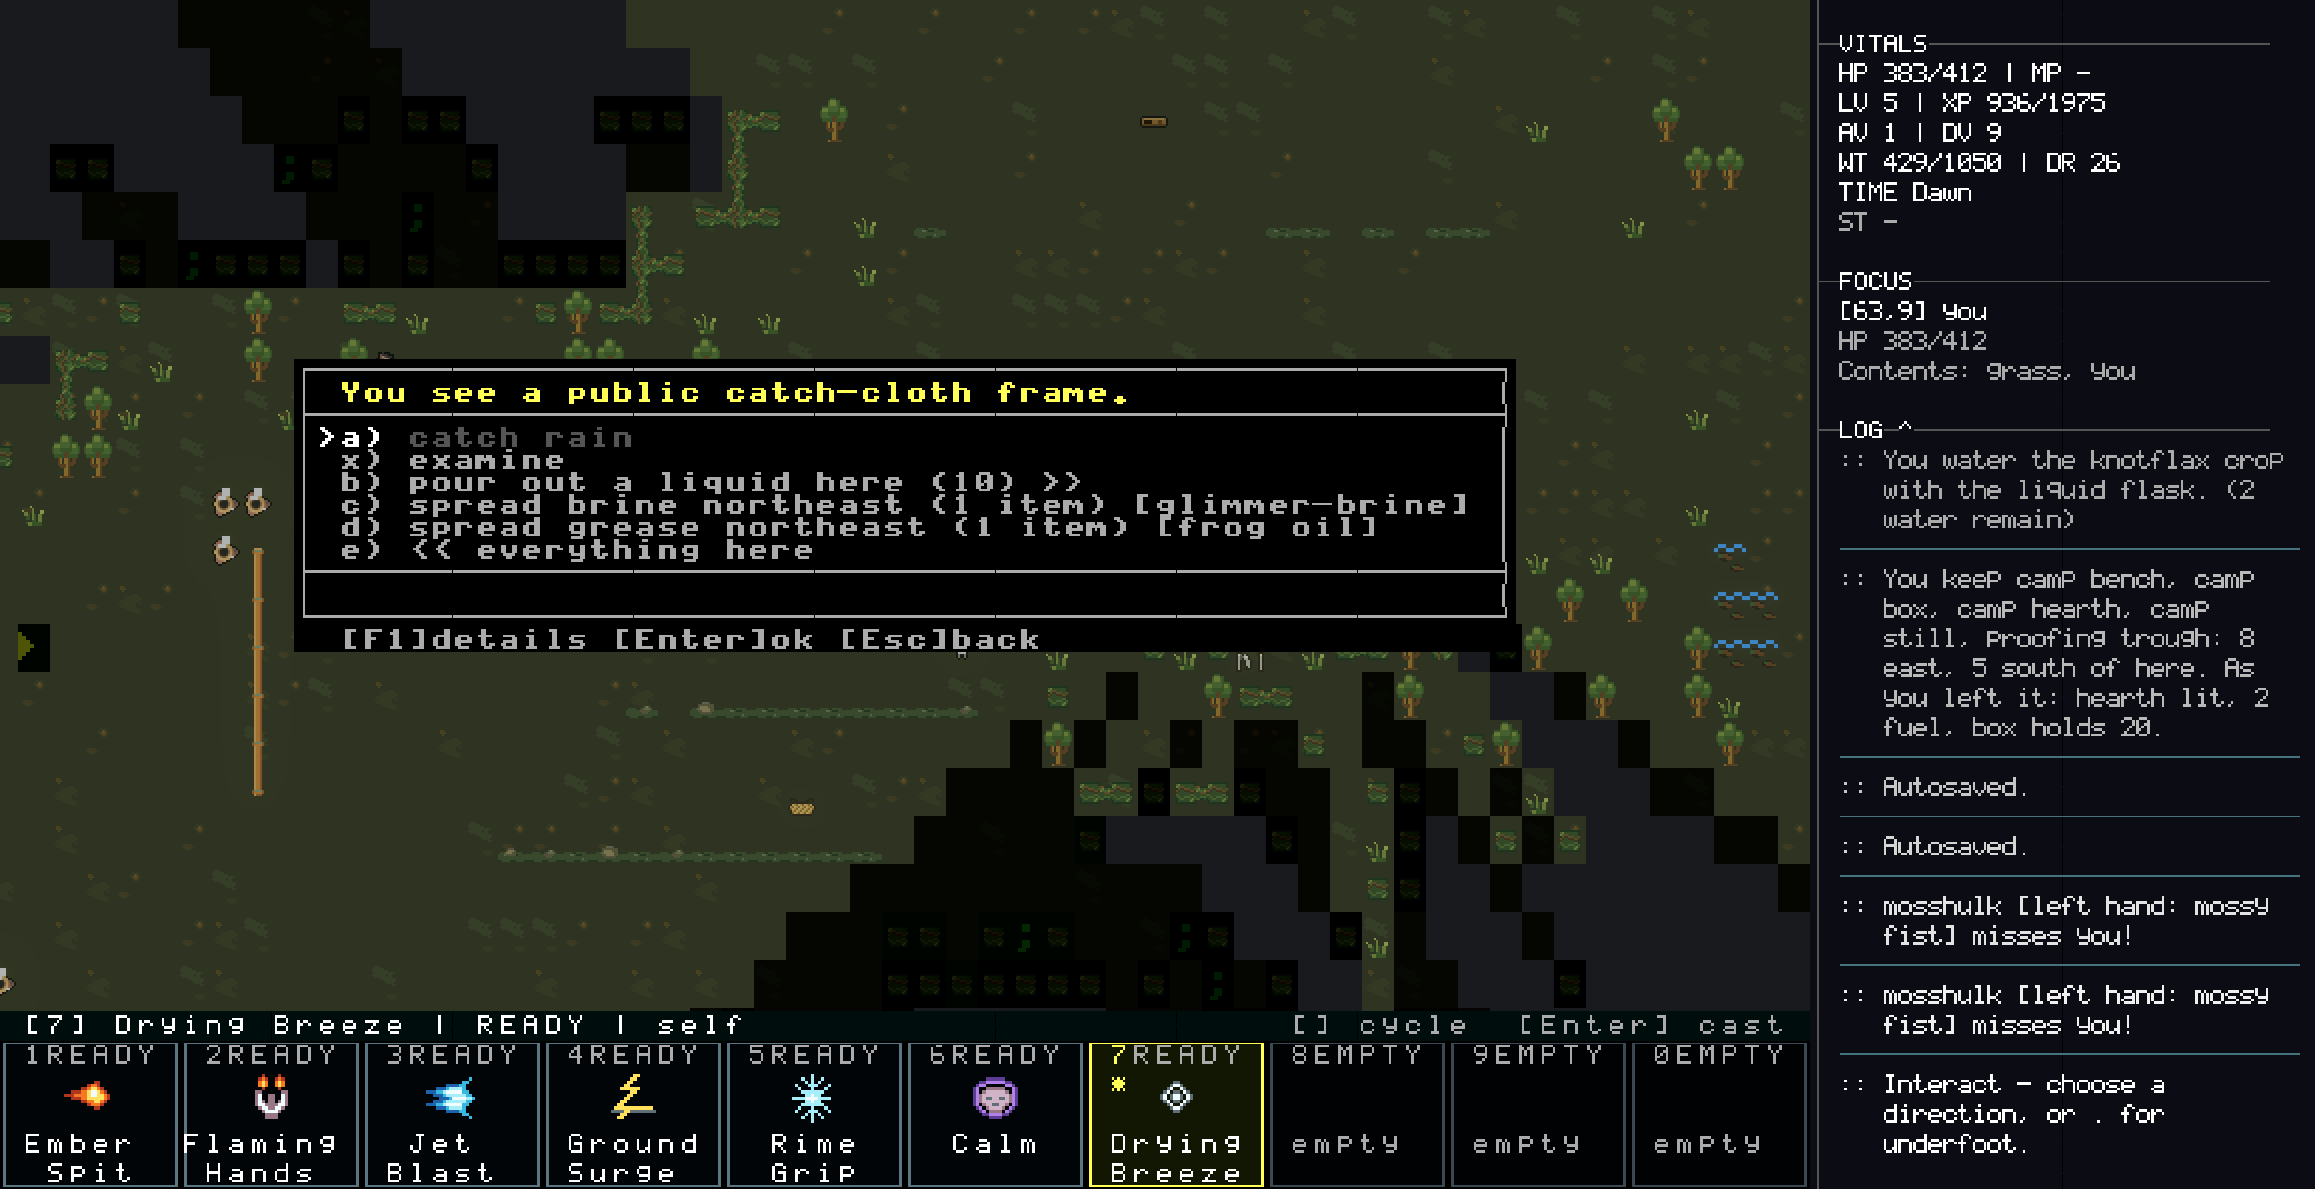 You see a public catch-cloth frame.
>a) catch rain
x) examine
b) pour out a liquid here (10) >>
c) spread brine northeast (1 item) [glimmer-brine]
d) spread grease northeast (1 item) [frog oil]
e) << everything here
[F1]details [Enter]ok [Esc]back
[7] Drying Breeze | READY | self
[] cycle [Enter] cast
1READY
Ember
Spit
2READY
Flaming
Hands
3READY
Jet
Blast
4READY
Ground
Surge
5READY
Rime
Grip
6READY
Calm
7READY
*
Drying
Breeze
8EMPTY
empty
9EMPTY
empty
0EMPTY
empty
VITALS
HP 383/412 | MP -
LV 5 | XP 936/1975
AV 1 | DV 9
WT 429/1050 | DR 26
TIME Dawn
ST -
FOCUS
[63,9] You
HP 383/412
Contents: grass, You
LOG ^
:: You water the knotflax crop
with the liquid flask. (2
water remain)
:: You keep camp bench, camp
box, camp hearth, camp
still, proofing trough: 8
east, 5 south of here. As
you left it: hearth lit, 2
fuel, box holds 20.
:: Autosaved.
:: Autosaved.
:: mosshulk [left hand: mossy
fist] misses you!
:: mosshulk [left hand: mossy
fist] misses you!
:: Interact - choose a
direction, or . for
underfoot.